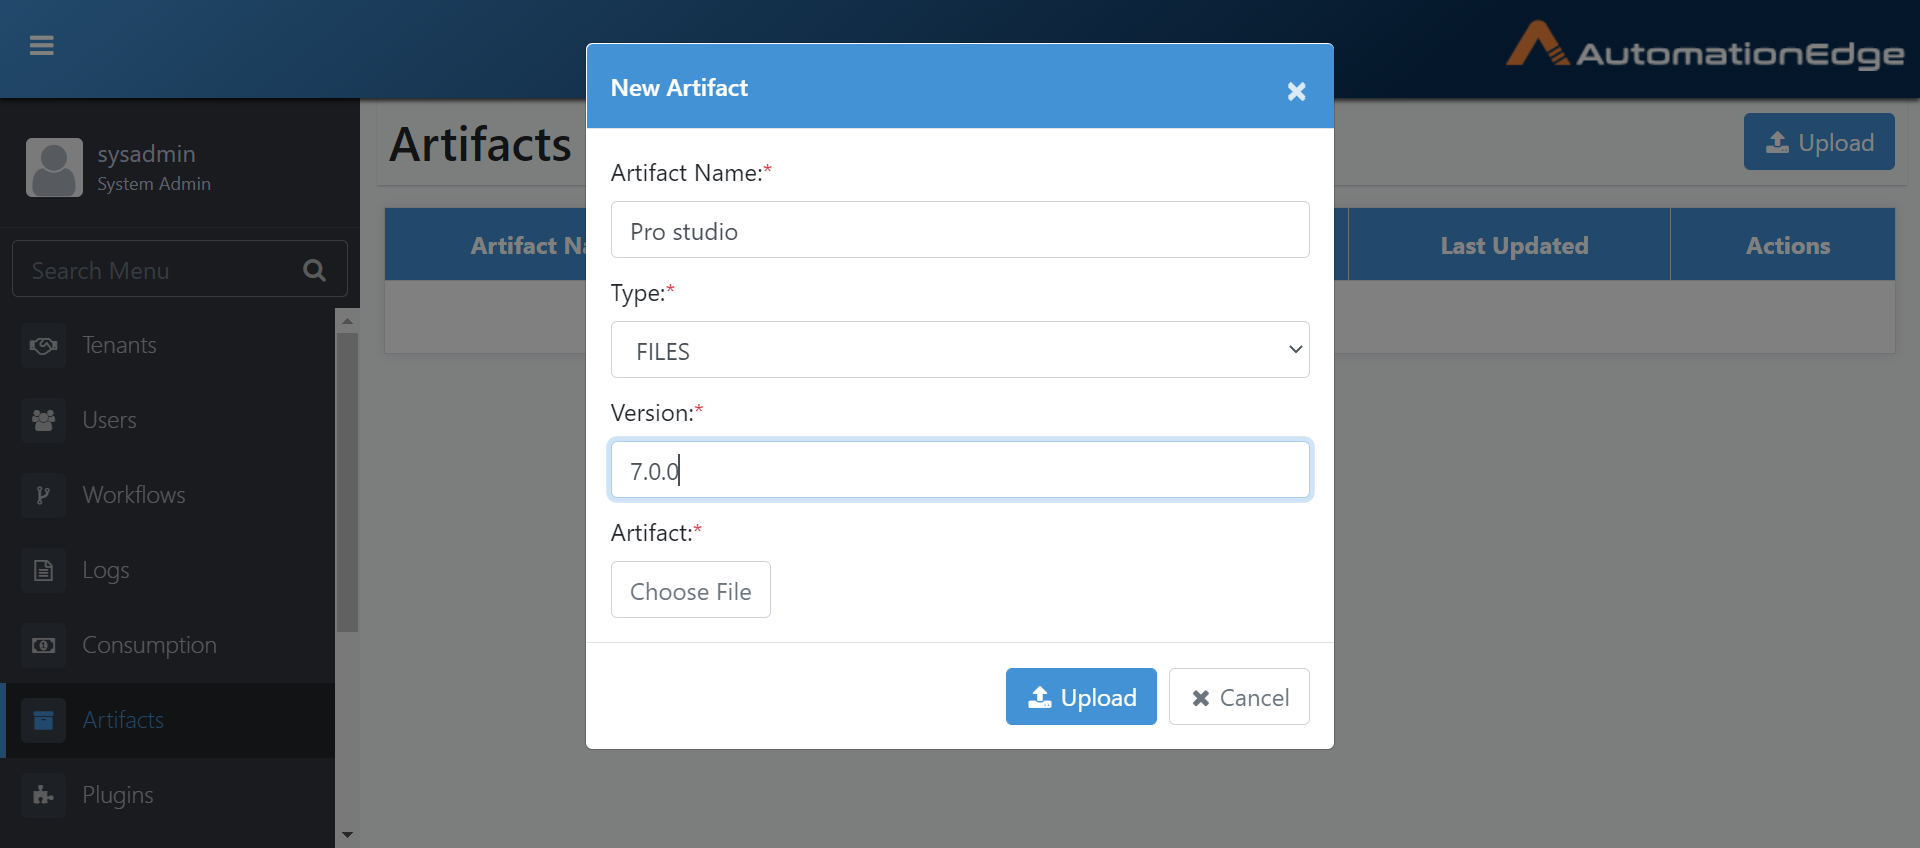 AutomationEdge
sysadmin
System Admin
Search Menu
Tenants
Users
Workflows
Logs
Consumption
Artifacts
Plugins
Artifacts
Upload
Artifact
Last Updated
Actions
New Artifact
Artifact Name:*
Pro studio
Type:*
FILES
Version:*
7.0.0
Artifact:*
Choose File
Upload
Cancel